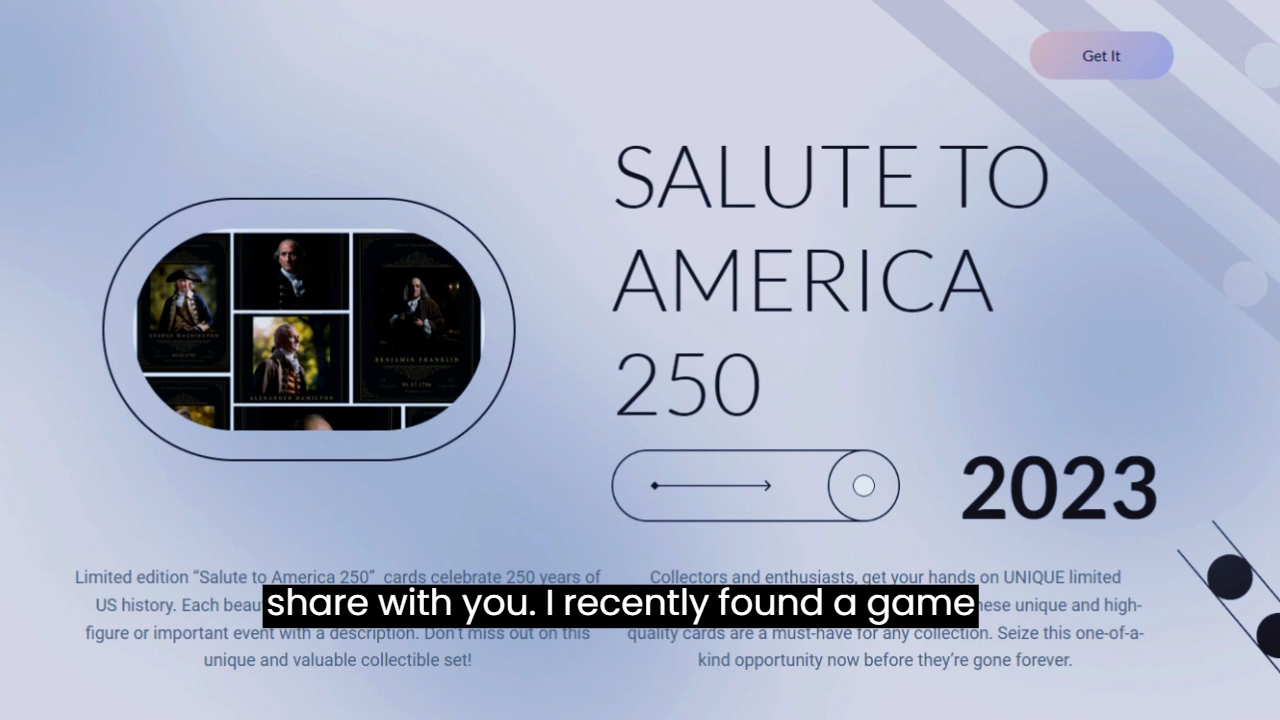 Get It
SALUTE TO
AMERICA
250
2023
GEORGE WASHINGTON
BENJAMIN FRANKLIN
01.17.1706
ALEXANDER HAMILTON
Limited edition “Salute to America 250” cards celebrate 250 years of
US history. Each
figure or important event with a description. Don't miss out on this
unique and valuable collectible set!
Collectors and enthusiasts, get your hands on UNIQUE limited
unique and high-
quality cards are a must-have for any collection. Seize this one-of-a-
kind opportunity now before they’re gone forever.
share with you. I recently found a game